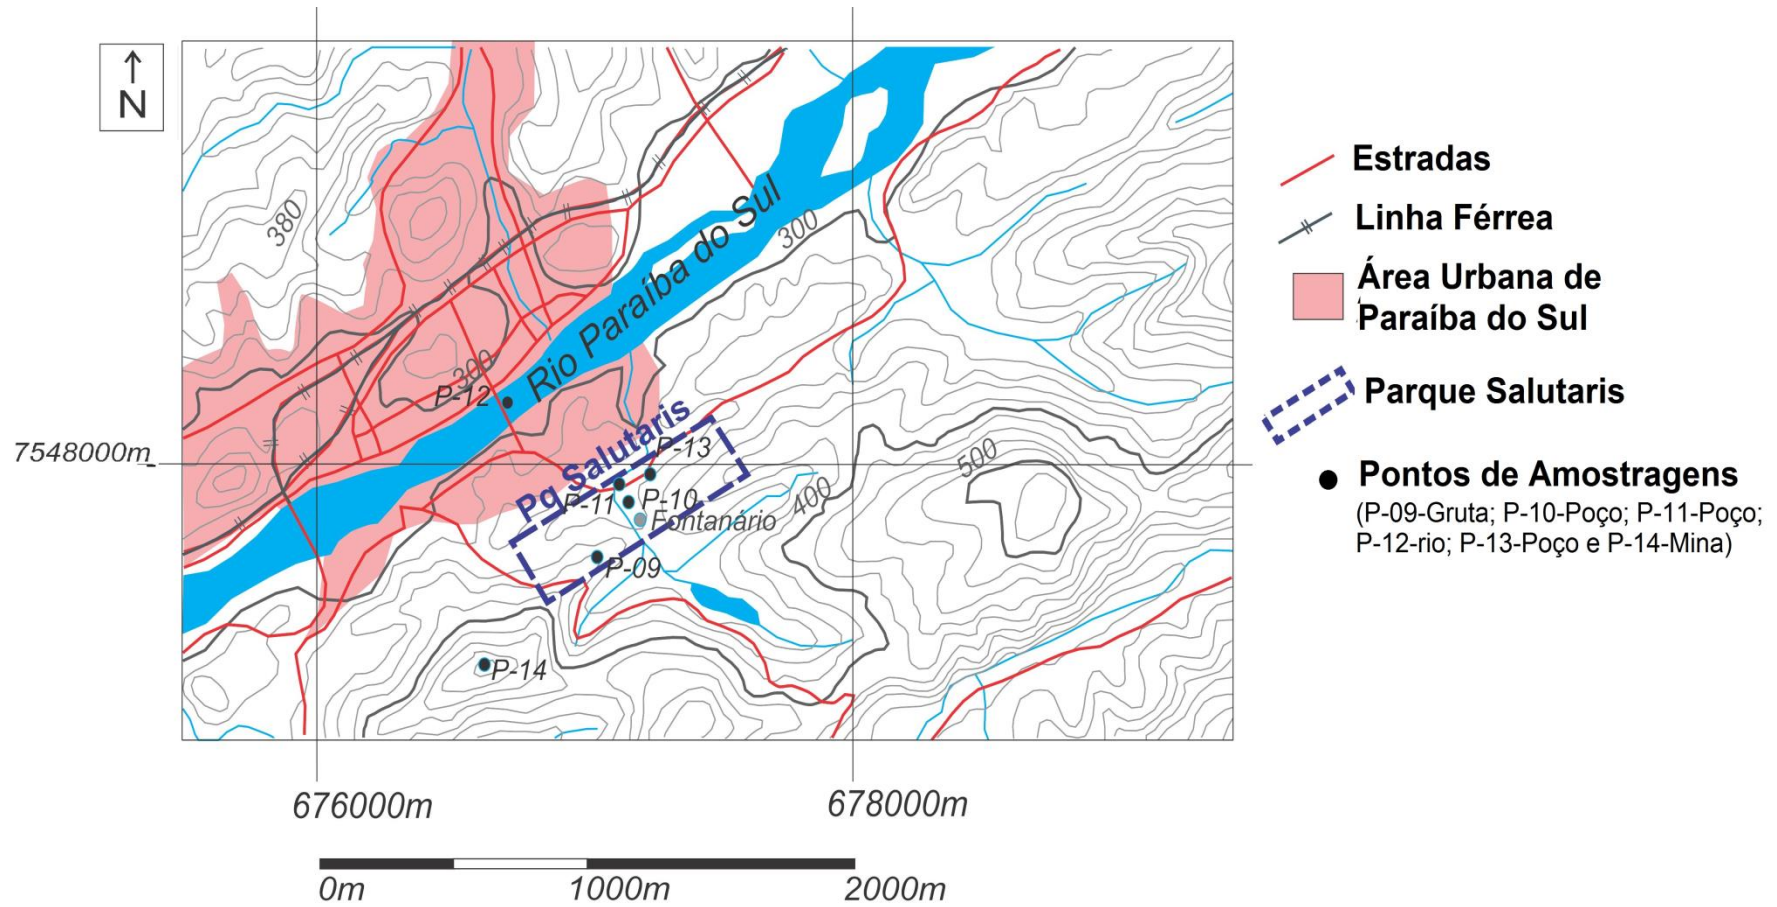 N
380
300
Rio Paraíba do Sul
300
P-12
7548000m
Pq Salutaris
P-13
P-11
P-10
Fontanário
P-09
P-14
400
500
676000m
678000m
0m
1000m
2000m
Estradas
Linha Férrea
Área Urbana de
Paraíba do Sul
Parque Salutaris
Pontos de Amostragens
(P-09-Gruta; P-10-Poço; P-11-Poço;
P-12-rio; P-13-Poço e P-14-Mina)